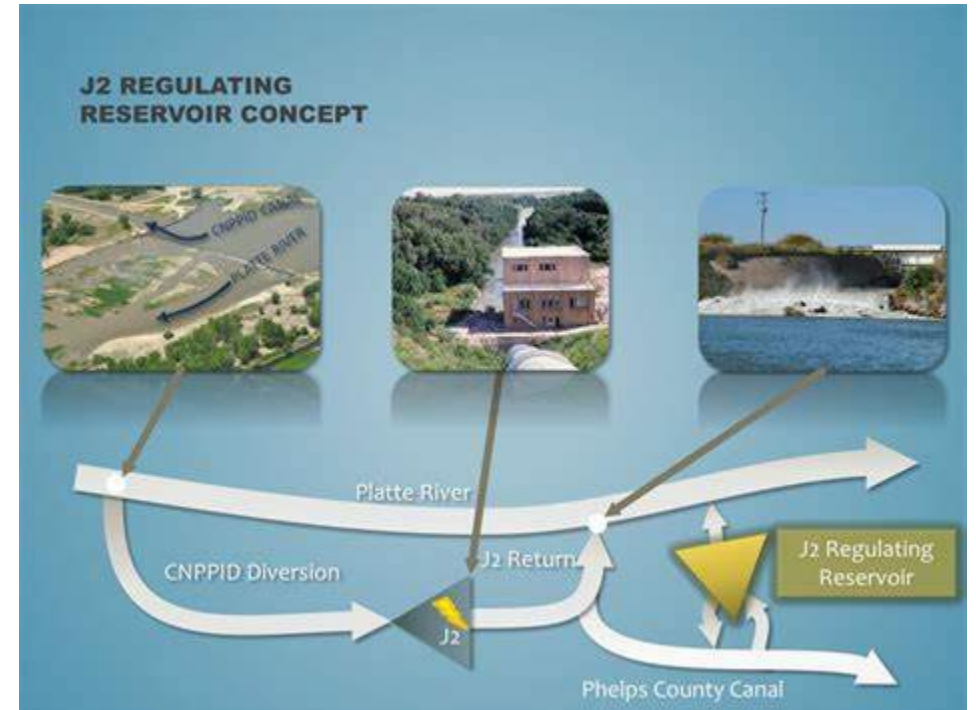 J2 REGULATING
RESERVOIR CONCEPT
CNPPID CANAL
PLATTE RIVER
Platte River
CNPPID Diversion
J2 Return
J2
J2 Regulating
Reservoir
Phelps County Canal